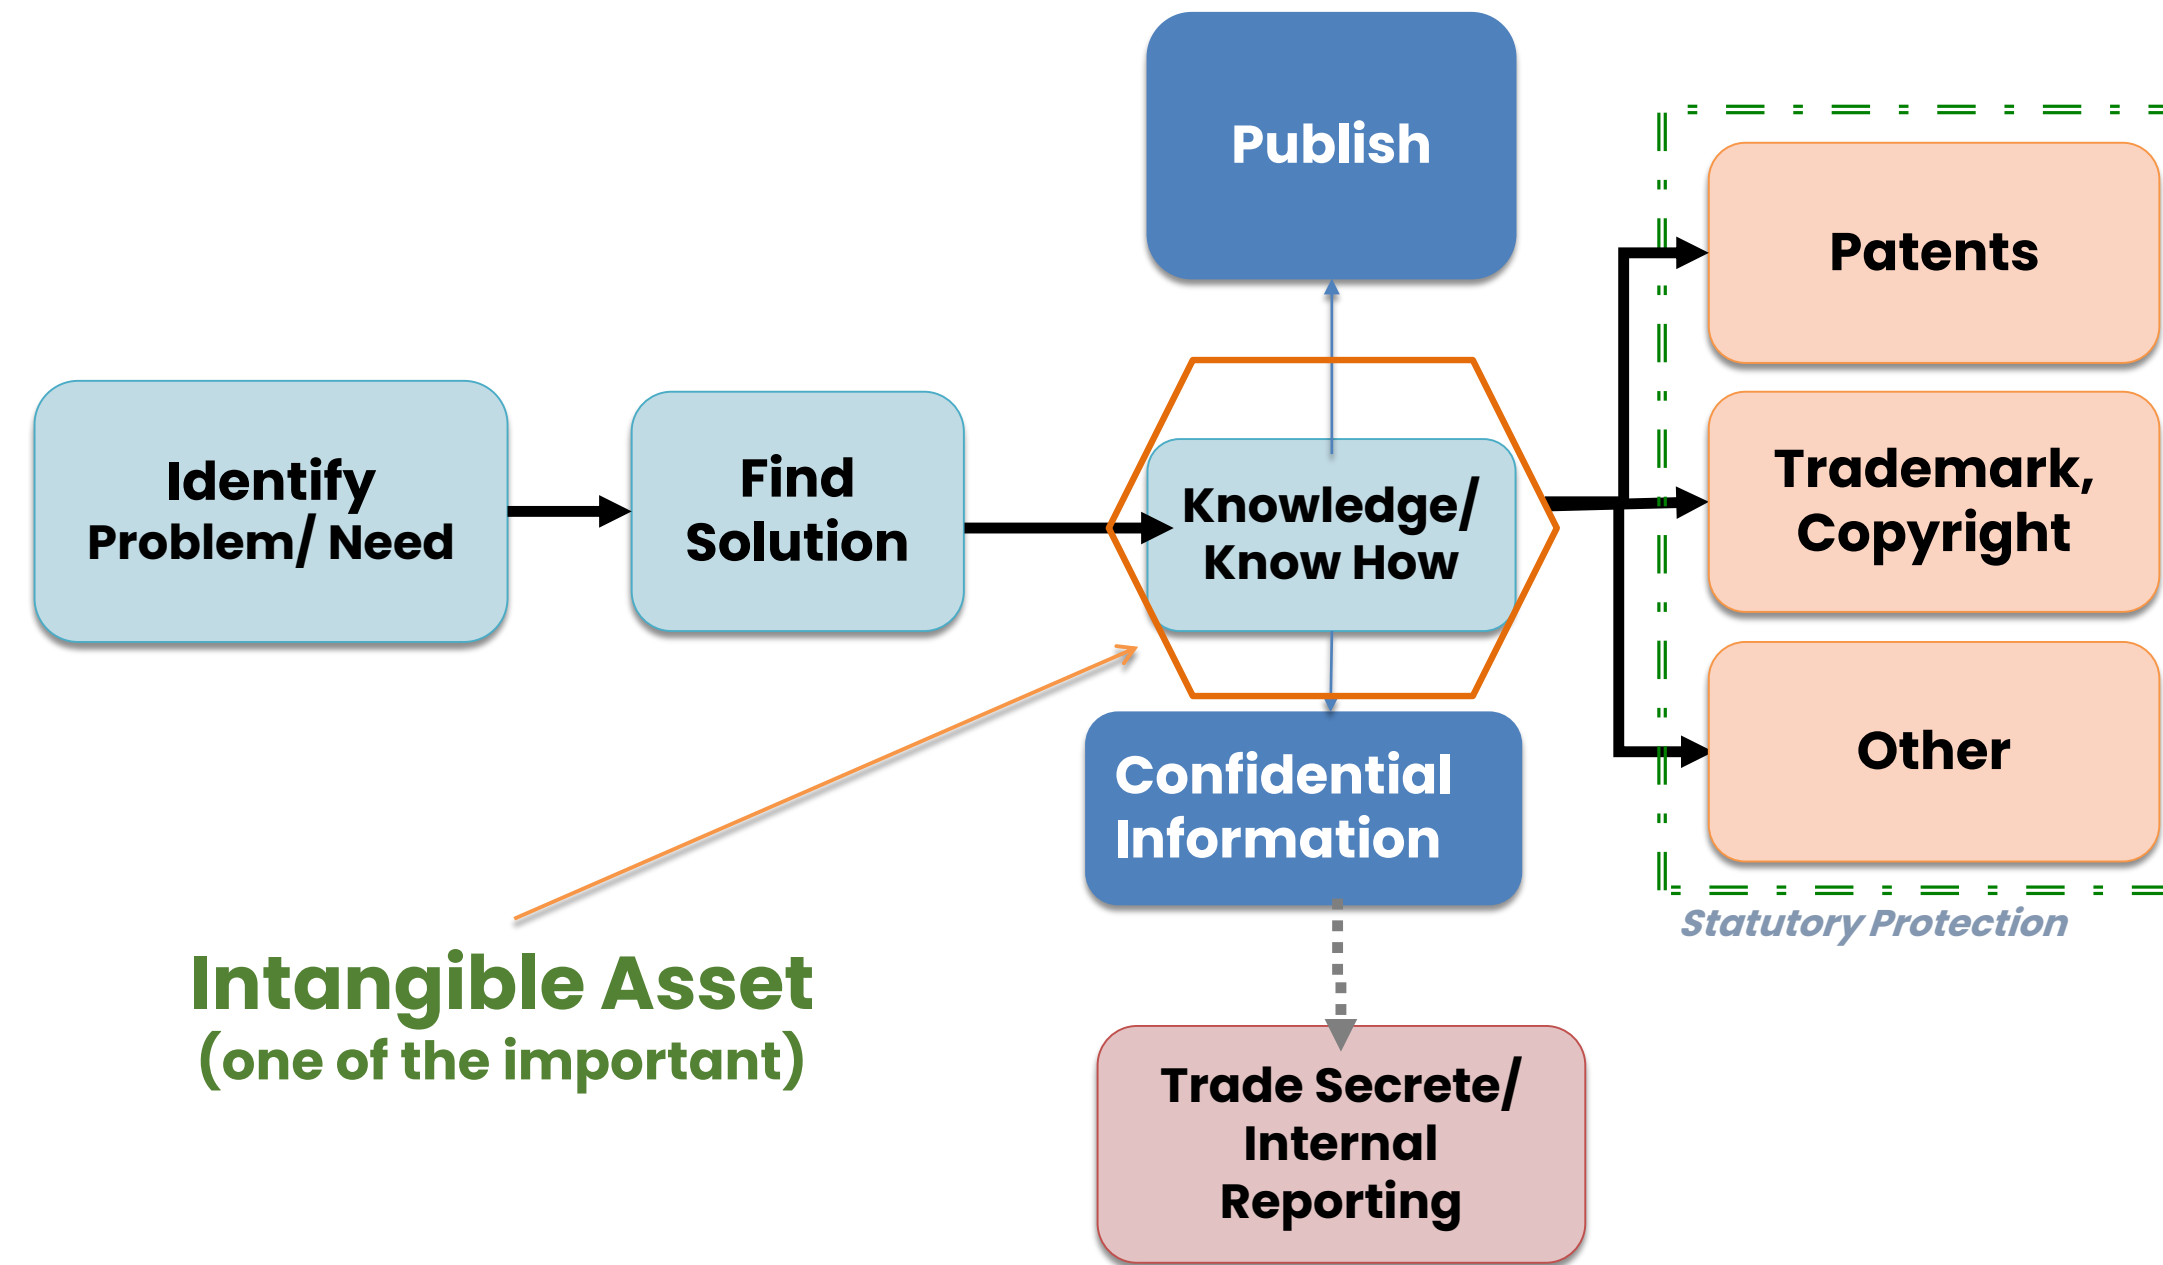 Publish
Patents
Identify
Problem/ Need
Find
Solution
Knowledge/
Know How
Trademark,
Copyright
Other
Confidential
Information
Statutory Protection
Intangible Asset
(one of the important)
Trade Secrete/
Internal
Reporting